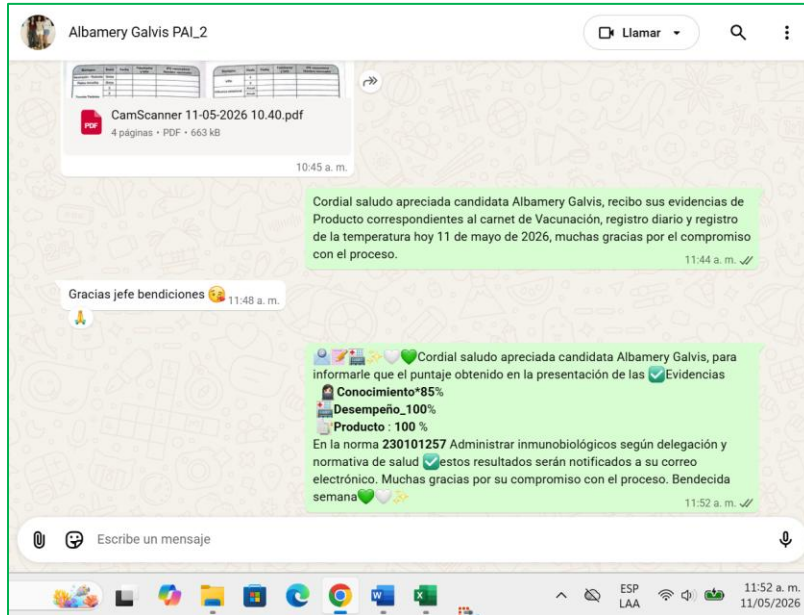 Albamery Galvis PAI_2
Llamar
PDF
CamScanner 11-05-2026 10.40.pdf
4 páginas • PDF • 663 kB
10:45 a. m.
Cordial saludo apreciada candidata Albamery Galvis, recibo sus evidencias de
Producto correspondientes al carnet de Vacunación, registro diario y registro
de la temperatura hoy 11 de mayo de 2026, muchas gracias por el compromiso
con el proceso.
11:44 a. m.
Gracias jefe bendiciones 😘 11:48 a. m.
Cordial saludo apreciada candidata Albamery Galvis, para
informarle que el puntaje obtenido en la presentación de las ✅Evidencias
Conocimiento*85%
Desempeño_100%
Producto : 100 %
En la norma 230101257 Administrar inmunobiológicos según delegación y
normativa de salud ✅estos resultados serán notificados a su correo
electrónico. Muchas gracias por su compromiso con el proceso. Bendecida
semana💚🤍✨
11:52 a. m.
Escribe un mensaje
ESP
LAA
11:52 a. m.
11/05/2026